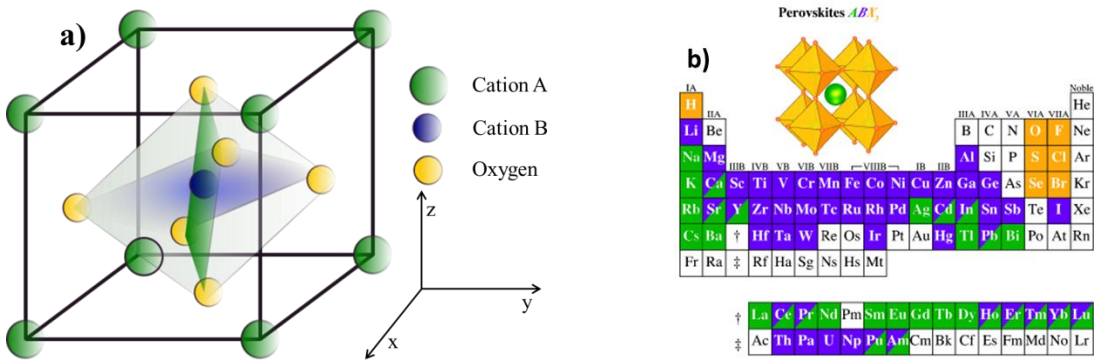 a)
Cation A
Cation B
Oxygen
z
y
x
b)
Perovskites ABX3
IA
Noble
H
IIA
IIIA IVA VA VIA VIIA
He
Li Be
B C N O F Ne
Na Mg
IIIB IVB VB VIB VIIB VIIIB IB IIB
Al Si P S Cl Ar
K Ca Sc Ti V Cr Mn Fe Co Ni Cu Zn Ga Ge As Se Br Kr
Rb Sr Y Zr Nb Mo Tc Ru Rh Pd Ag Cd In Sn Sb Te I Xe
Cs Ba † Hf Ta W Re Os Ir Pt Au Hg Tl Pb Bi Po At Rn
Fr Ra ‡ Rf Ha Sg Ns Hs Mt
† La Ce Pr Nd Pm Sm Eu Gd Tb Dy Ho Er Tm Yb Lu
‡ Ac Th Pa U Np Pu Am Cm Bk Cf Es Fm Md No Lr